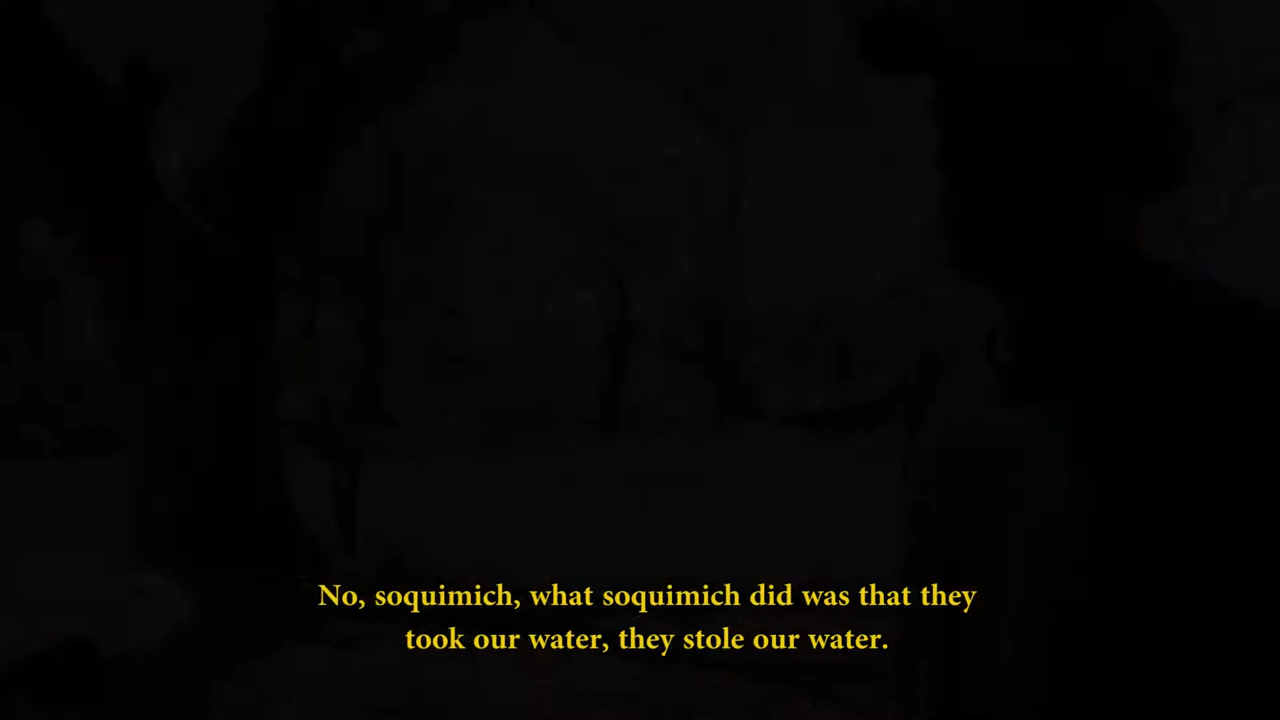 No, soquimich, what soquimich did was that they
took our water, they stole our water.